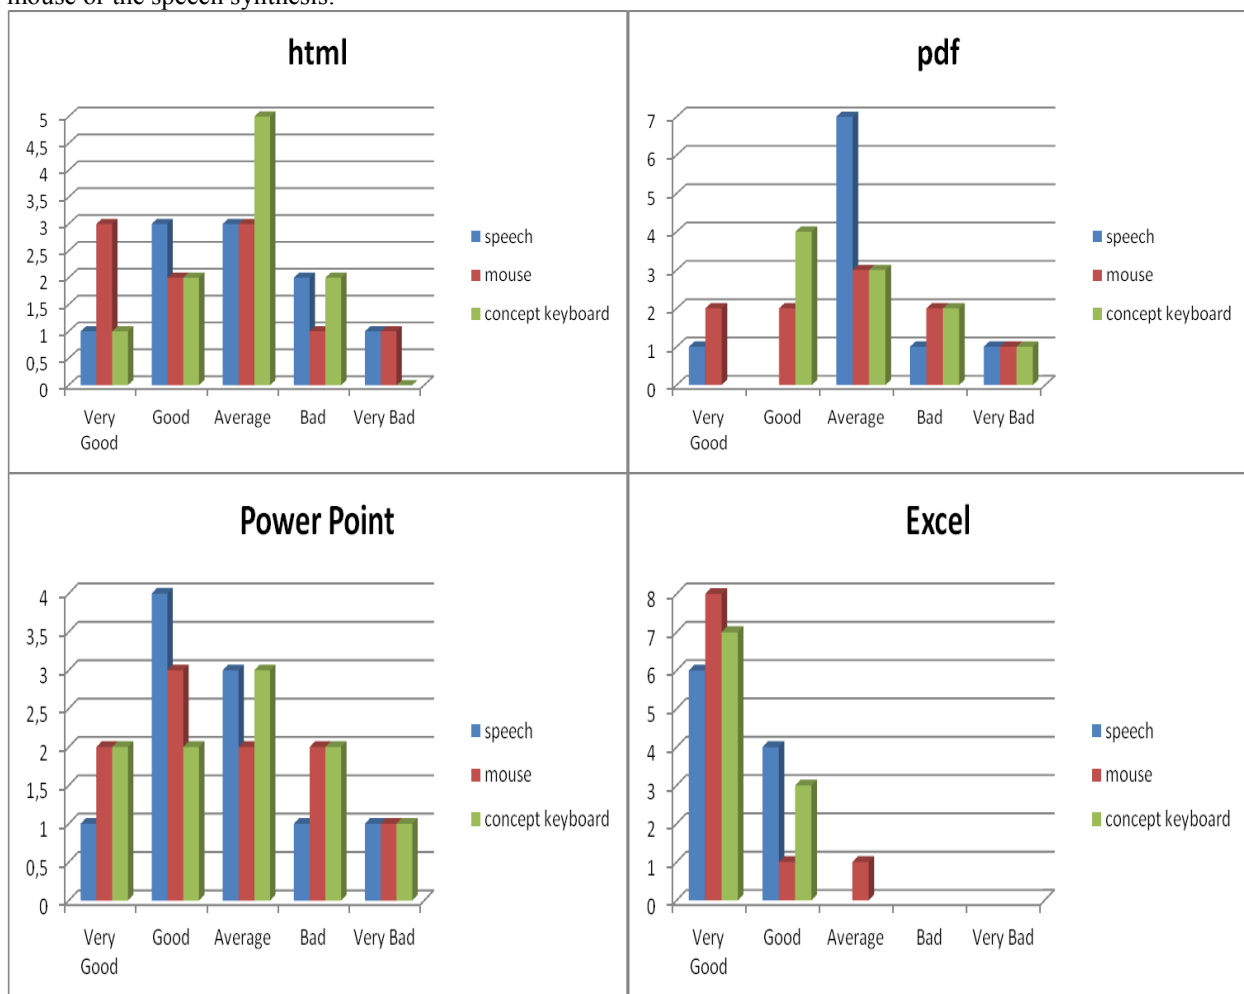 mouse or the speech synthesis.
html
5
4,5
4
3,5
3
2,5
2
1,5
1
0,5
0
Very Good Average Bad Very Bad
Good
speech
mouse
concept keyboard
pdf
7
6
5
4
3
2
1
0
Very Good Average Bad Very Bad
Good
speech
mouse
concept keyboard
Power Point
4
3,5
3
2,5
2
1,5
1
0,5
0
Very Good Average Bad Very Bad
Good
speech
mouse
concept keyboard
Excel
8
7
6
5
4
3
2
1
0
Very Good Average Bad Very Bad
Good
speech
mouse
concept keyboard